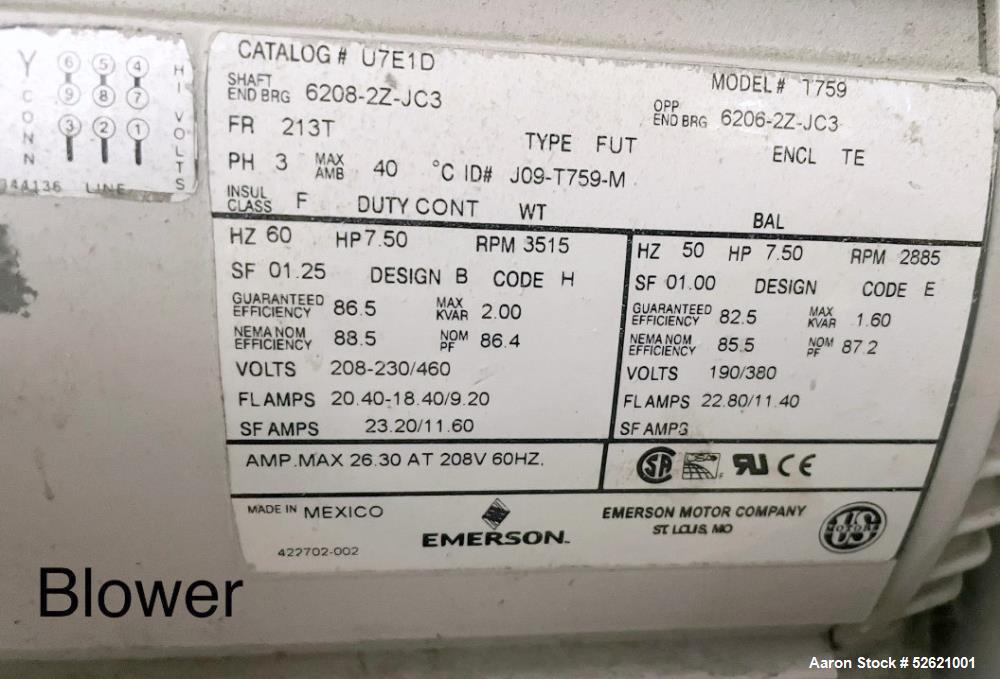 Y CONN
6 5 4
9 8 7
3 2 1
HI VOLTS
LINE
CATALOG # U7E1D
MODEL # T759
SHAFT END BRG 6208-2Z-JC3
OPP END BRG 6206-2Z-JC3
FR 213T
TYPE FUT
ENCL TE
PH 3 MAX AMB 40 °C ID# J09-T759-M
INSUL CLASS F DUTY CONT WT BAL
HZ 60 HP 7.50 RPM 3515
SF 01.25 DESIGN B CODE H
GUARANTEED EFFICIENCY 86.5 MAX KVAR 2.00
NEMA NOM EFFICIENCY 88.5 NOM PF 86.4
VOLTS 208-230/460
FL AMPS 20.40-18.40/9.20
SF AMPS 23.20/11.60
HZ 50 HP 7.50 RPM 2885
SF 01.00 DESIGN CODE E
GUARANTEED EFFICIENCY 82.5 MAX KVAR 1.60
NEMA NOM EFFICIENCY 85.5 NOM PF 87.2
VOLTS 190/380
FL AMPS 22.80/11.40
SF AMPS
AMP.MAX 26.30 AT 208V 60HZ.
SA CE
MADE IN MEXICO
EMERSON MOTOR COMPANY
ST. LOUIS, MO
EMERSON.
US MOTORS
422702-002
Blower
Aaron Stock # 52621001